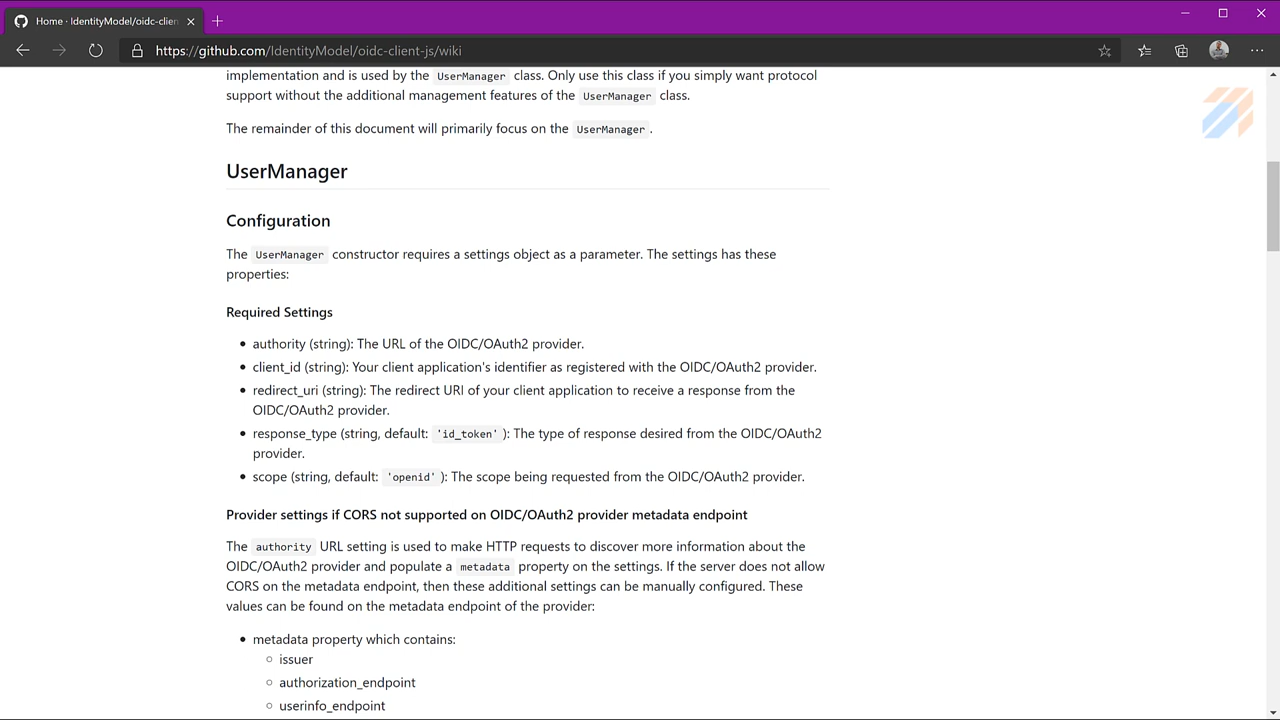 Home · IdentityModel/oidc-clien
https://github.com/IdentityModel/oidc-client-js/wiki
implementation and is used by the UserManager class. Only use this class if you simply want protocol
support without the additional management features of the UserManager class.
The remainder of this document will primarily focus on the UserManager.
UserManager
Configuration
The UserManager constructor requires a settings object as a parameter. The settings has these
properties:
Required Settings
• authority (string): The URL of the OIDC/OAuth2 provider.
• client_id (string): Your client application's identifier as registered with the OIDC/OAuth2 provider.
• redirect_uri (string): The redirect URI of your client application to receive a response from the
OIDC/OAuth2 provider.
• response_type (string, default: 'id_token'): The type of response desired from the OIDC/OAuth2
provider.
• scope (string, default: 'openid'): The scope being requested from the OIDC/OAuth2 provider.
Provider settings if CORS not supported on OIDC/OAuth2 provider metadata endpoint
The authority URL setting is used to make HTTP requests to discover more information about the
OIDC/OAuth2 provider and populate a metadata property on the settings. If the server does not allow
CORS on the metadata endpoint, then these additional settings can be manually configured. These
values can be found on the metadata endpoint of the provider:
• metadata property which contains:
○ issuer
○ authorization_endpoint
○ userinfo_endpoint